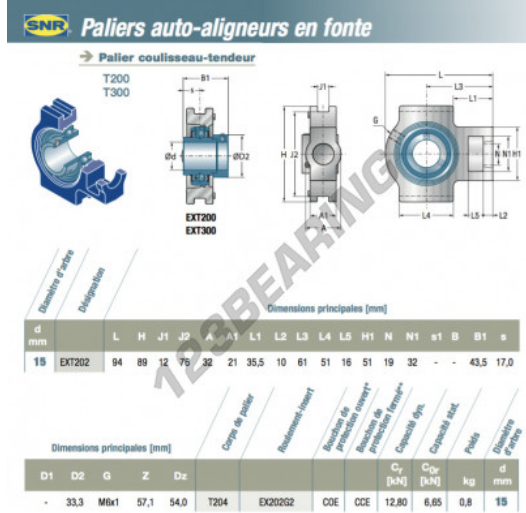 SNR Paliers auto-aligneurs en fonte
Palier coulisseau-tendeur
T200
T300
B1
s
Ød
ØD2
EXT200
EXT300
J1
H
J2
A1
A
L
L3
L1
G
N
N1
H1
L4
L5
L2
123BEARING
Diamètre d'arbre
Désignation
Dimensions principales [mm]
d mm L H J1 J2 A1 L1 L2 L3 L4 L5 H1 N N1 s1 B B1 s
15 EXT202 94 89 12 76 32 21 35,5 10 61 51 16 51 19 32 - - 43,5 17,0
Dimensions principales [mm]
Corps de palier
Roulement-insert
Bouchon de protection ouvert*
Bouchon de protection fermé**
Capacité dyn.
Capacité stat.
Poids
Diamètre d'arbre
D1 D2 G Z Dz Cr [kN] C0r [kN] kg d mm
- 33,3 M6x1 57,1 54,0 T204 EX202G2 COE CCE 12,80 6,65 0,8 15